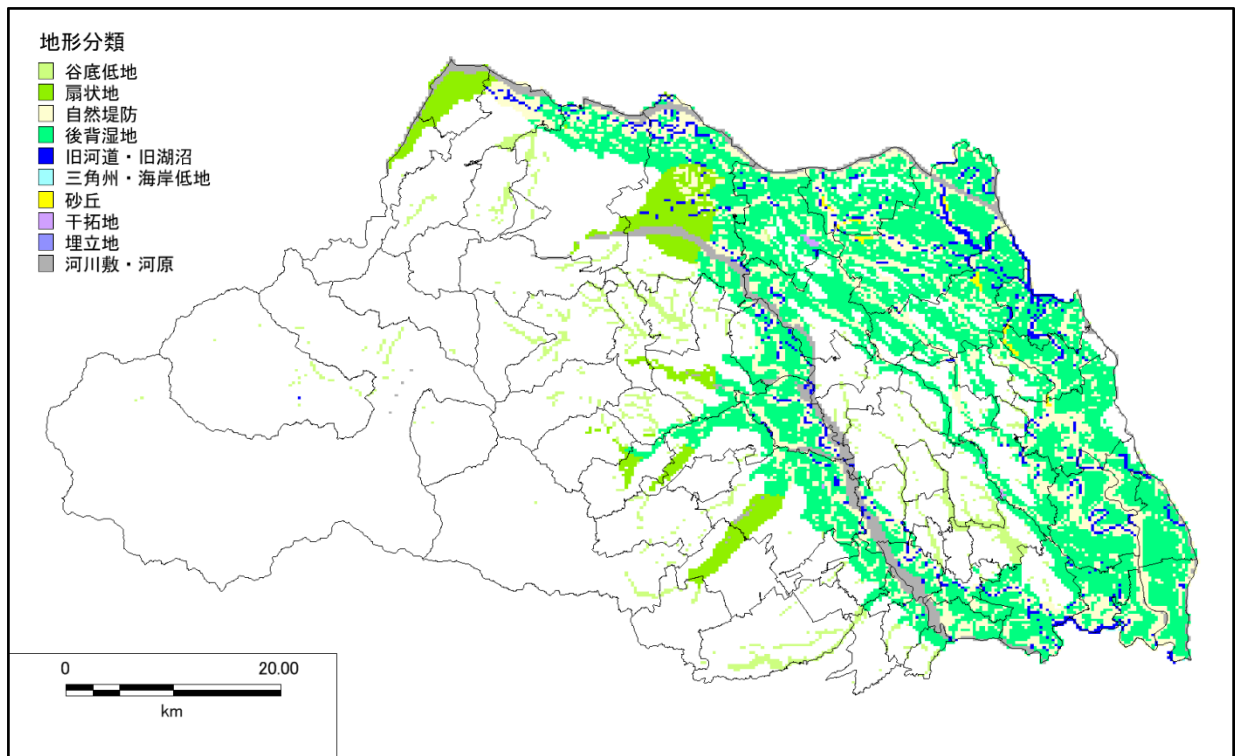 地形分類
谷底低地
扇状地
自然堤防
後背湿地
旧河道・旧湖沼
三角州・海岸低地
砂丘
干拓地
埋立地
河川敷・河原
0 20.00
km